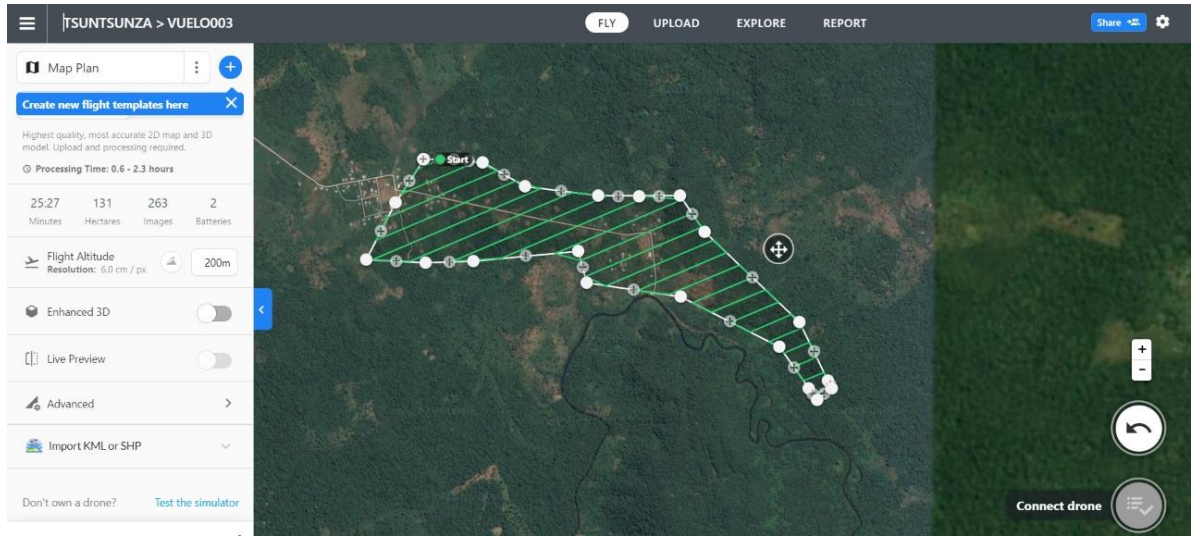 TSUNTSUNZA > VUELO003
FLY
UPLOAD
EXPLORE
REPORT
Share
Map Plan
Create new flight templates here
Highest quality, most accurate 2D map and 3D
model. Upload and processing required.
Processing Time: 0.6 - 2.3 hours
25:27 131 263 2
Minutes Hectares Images Batteries
Flight Altitude
Resolution: 6.0 cm / px
200m
Enhanced 3D
Live Preview
Advanced
Import KML or SHP
Don't own a drone? Test the simulator
Start
Connect drone